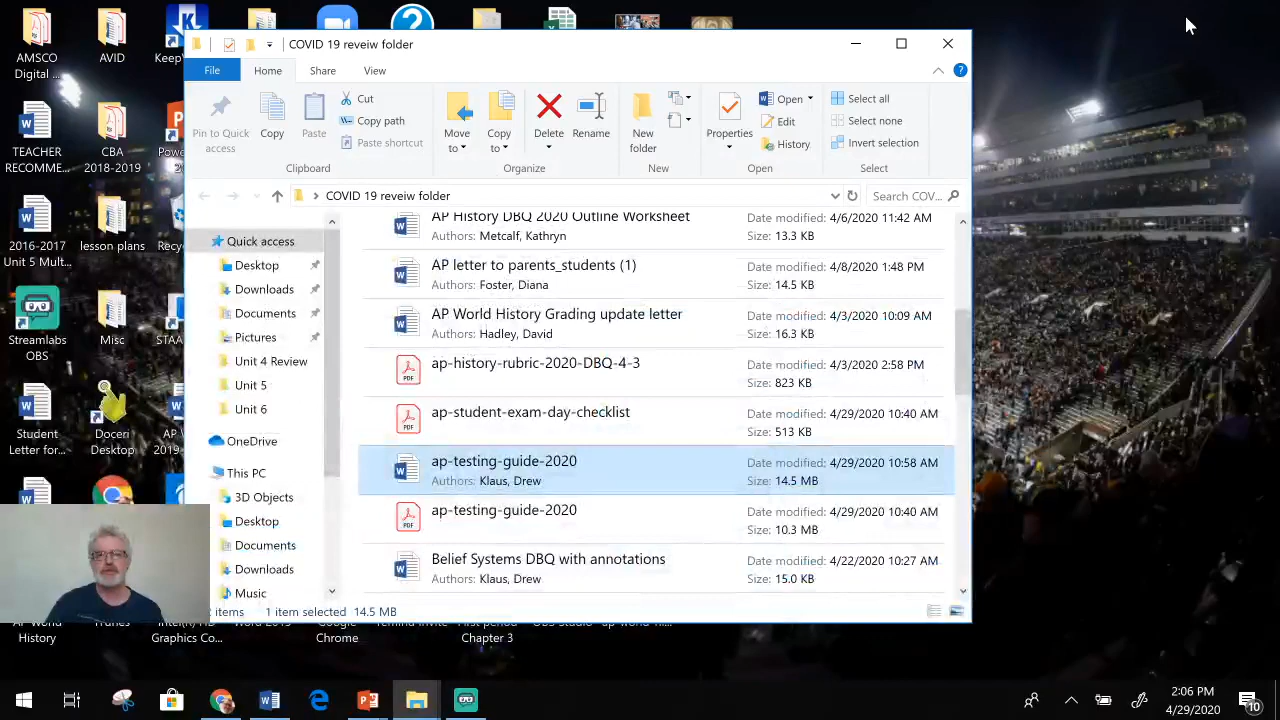 COVID 19 reveiw folder
File
Home
Share
View
Pin to Quick
access
Copy
Paste
Cut
Copy path
Paste shortcut
Clipboard
Move
to
Copy
to
Delete
Rename
Organize
New
folder
New
Properties
Open
Edit
History
Open
Select all
Select none
Invert selection
Select
COVID 19 reveiw folder
Search COV...
Quick access
Desktop
Downloads
Documents
Pictures
Unit 4 Review
Unit 5
Unit 6
OneDrive
This PC
3D Objects
Desktop
Documents
Downloads
Music
AP History DBQ 2020 Outline Worksheet
Authors: Metcalf, Kathryn
Date modified: 4/6/2020 11:42 AM
Size: 13.3 KB
AP letter to parents_students (1)
Authors: Foster, Diana
Date modified: 4/8/2020 1:48 PM
Size: 14.5 KB
AP World History Grading update letter
Authors: Hadley, David
Date modified: 4/3/2020 10:09 AM
Size: 16.3 KB
ap-history-rubric-2020-DBQ-4-3
Date modified: 4/3/2020 2:58 PM
Size: 823 KB
ap-student-exam-day-checklist
Date modified: 4/29/2020 10:40 AM
Size: 513 KB
ap-testing-guide-2020
Authors: Klaus, Drew
Date modified: 4/29/2020 10:58 AM
Size: 14.5 MB
ap-testing-guide-2020
Date modified: 4/29/2020 10:40 AM
Size: 10.3 MB
Belief Systems DBQ with annotations
Authors: Klaus, Drew
Date modified: 4/22/2020 10:27 AM
Size: 15.0 KB
items
1 item selected
14.5 MB
AMSCO
Digital ...
AVID
TEACHER
RECOMME...
CBA
2018-2019
2016-2017
Unit 5 Mult...
lesson plans
Streamlabs
OBS
Misc
Student
Letter for...
Doceri
Desktop
History
Graphics Co...
Chrome
Chapter 3
2:06 PM
4/29/2020
10